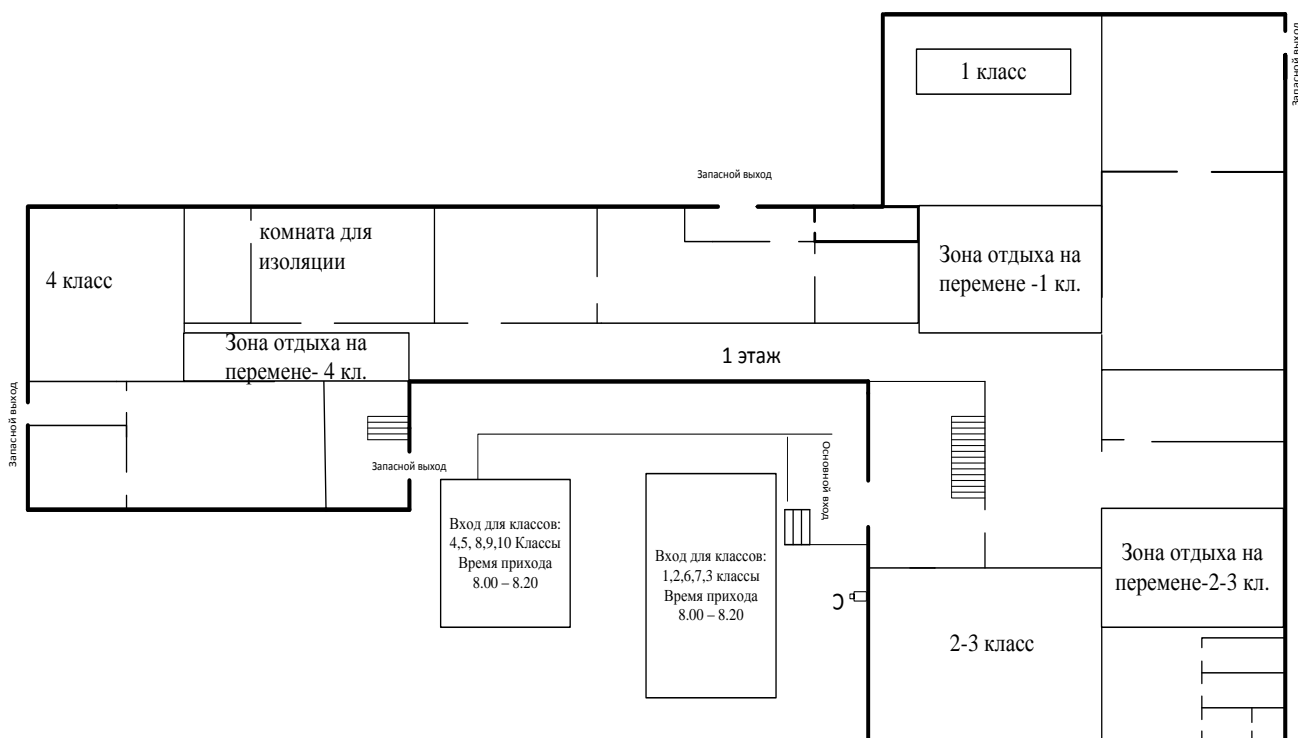 Запасной выход
1 класс
Запасной выход
комната для
изоляции
4 класс
Зона отдыха на
перемене -1 кл.
Зона отдыха на
перемене- 4 кл.
1 этаж
Запасной выход
Запасной выход
Основной вход
Вход для классов:
4,5, 8,9,10 Классы
Время прихода
8.00 – 8.20
Вход для классов:
1,2,6,7,3 классы
Время прихода
8.00 – 8.20
Зона отдыха на
перемене-2-3 кл.
2-3 класс